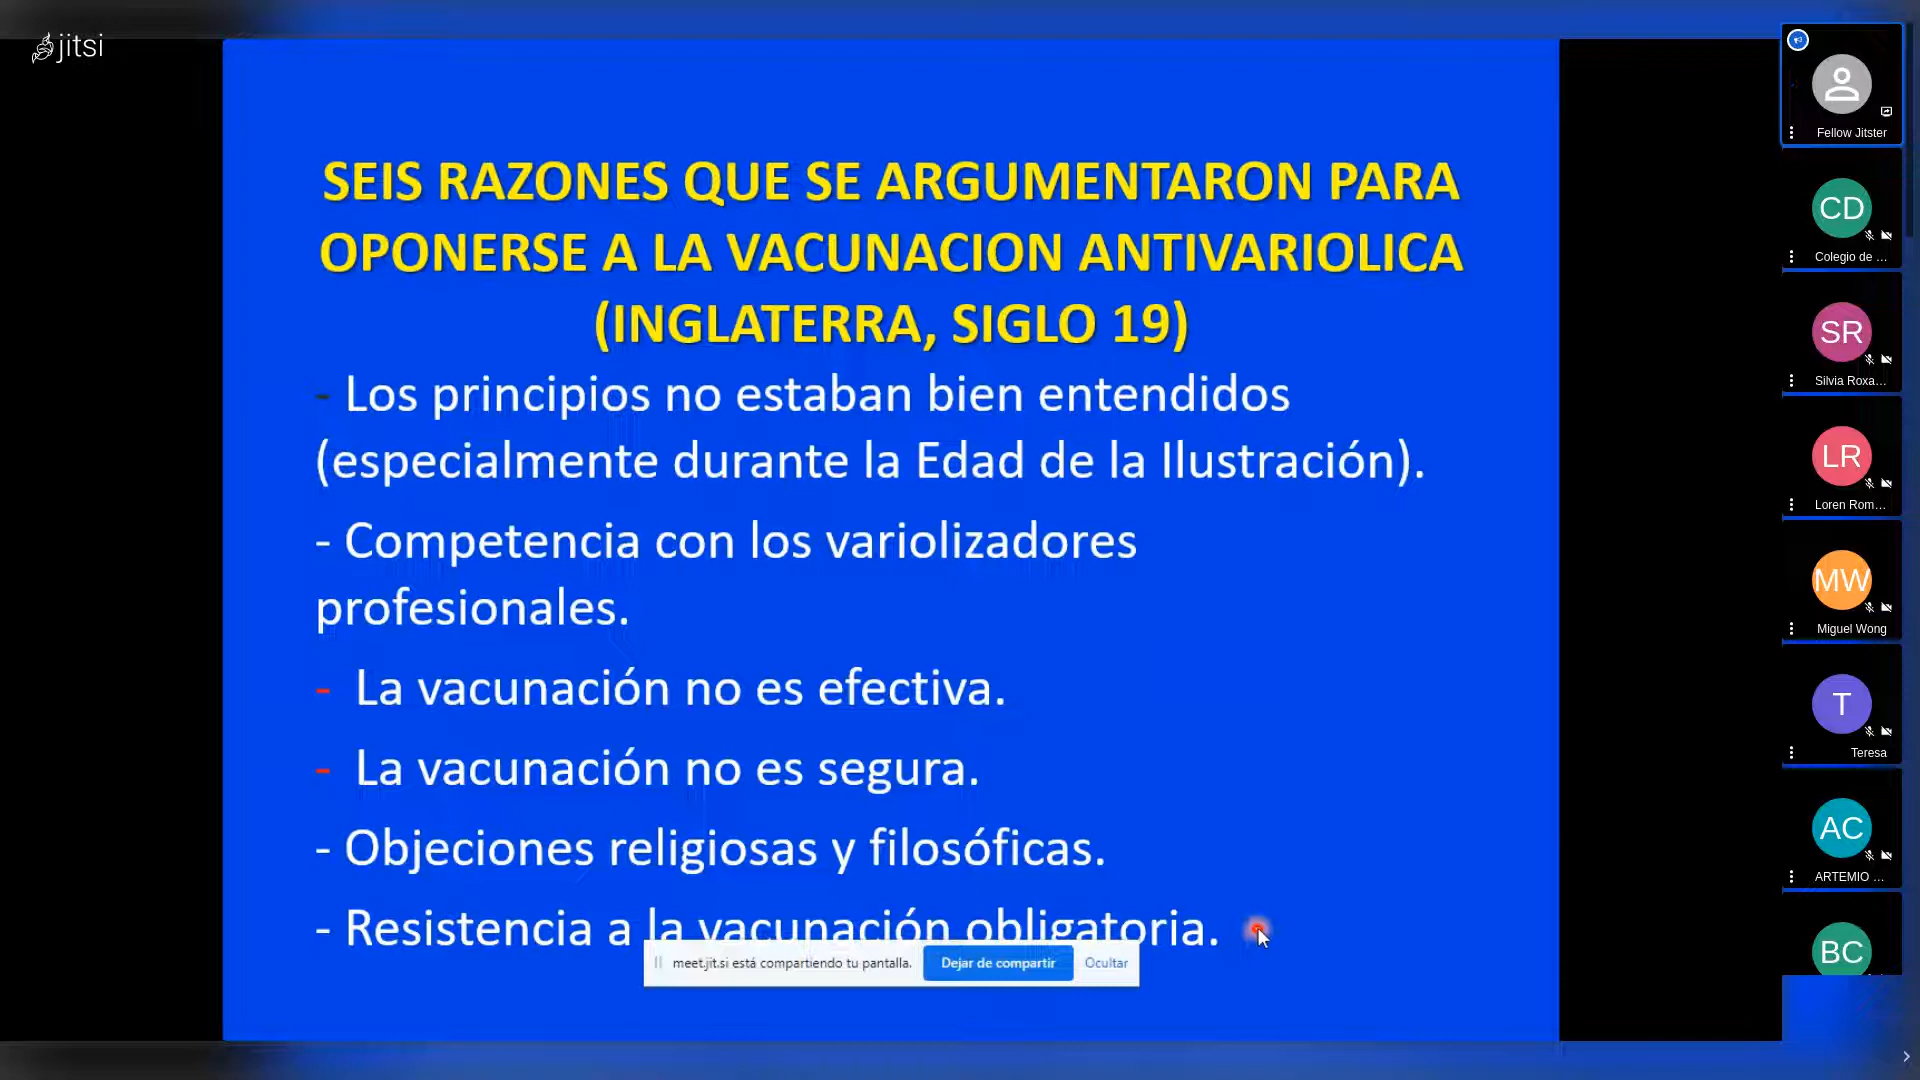 jitsi
SEIS RAZONES QUE SE ARGUMENTARON PARA
OPONERSE A LA VACUNACION ANTIVARIOLICA
(INGLATERRA, SIGLO 19)
- Los principios no estaban bien entendidos
(especialmente durante la Edad de la Ilustración).
- Competencia con los variolizadores
profesionales.
- La vacunación no es efectiva.
- La vacunación no es segura.
- Objeciones religiosas y filosóficas.
- Resistencia a la vacunación obligatoria.
meet.jit.si está compartiendo tu pantalla.
Dejar de compartir
Ocultar
Fellow Jitster
CD
Colegio de ...
SR
Silvia Roxa...
LR
Loren Rom...
MW
Miguel Wong
T
Teresa
AC
ARTEMIO ...
BC